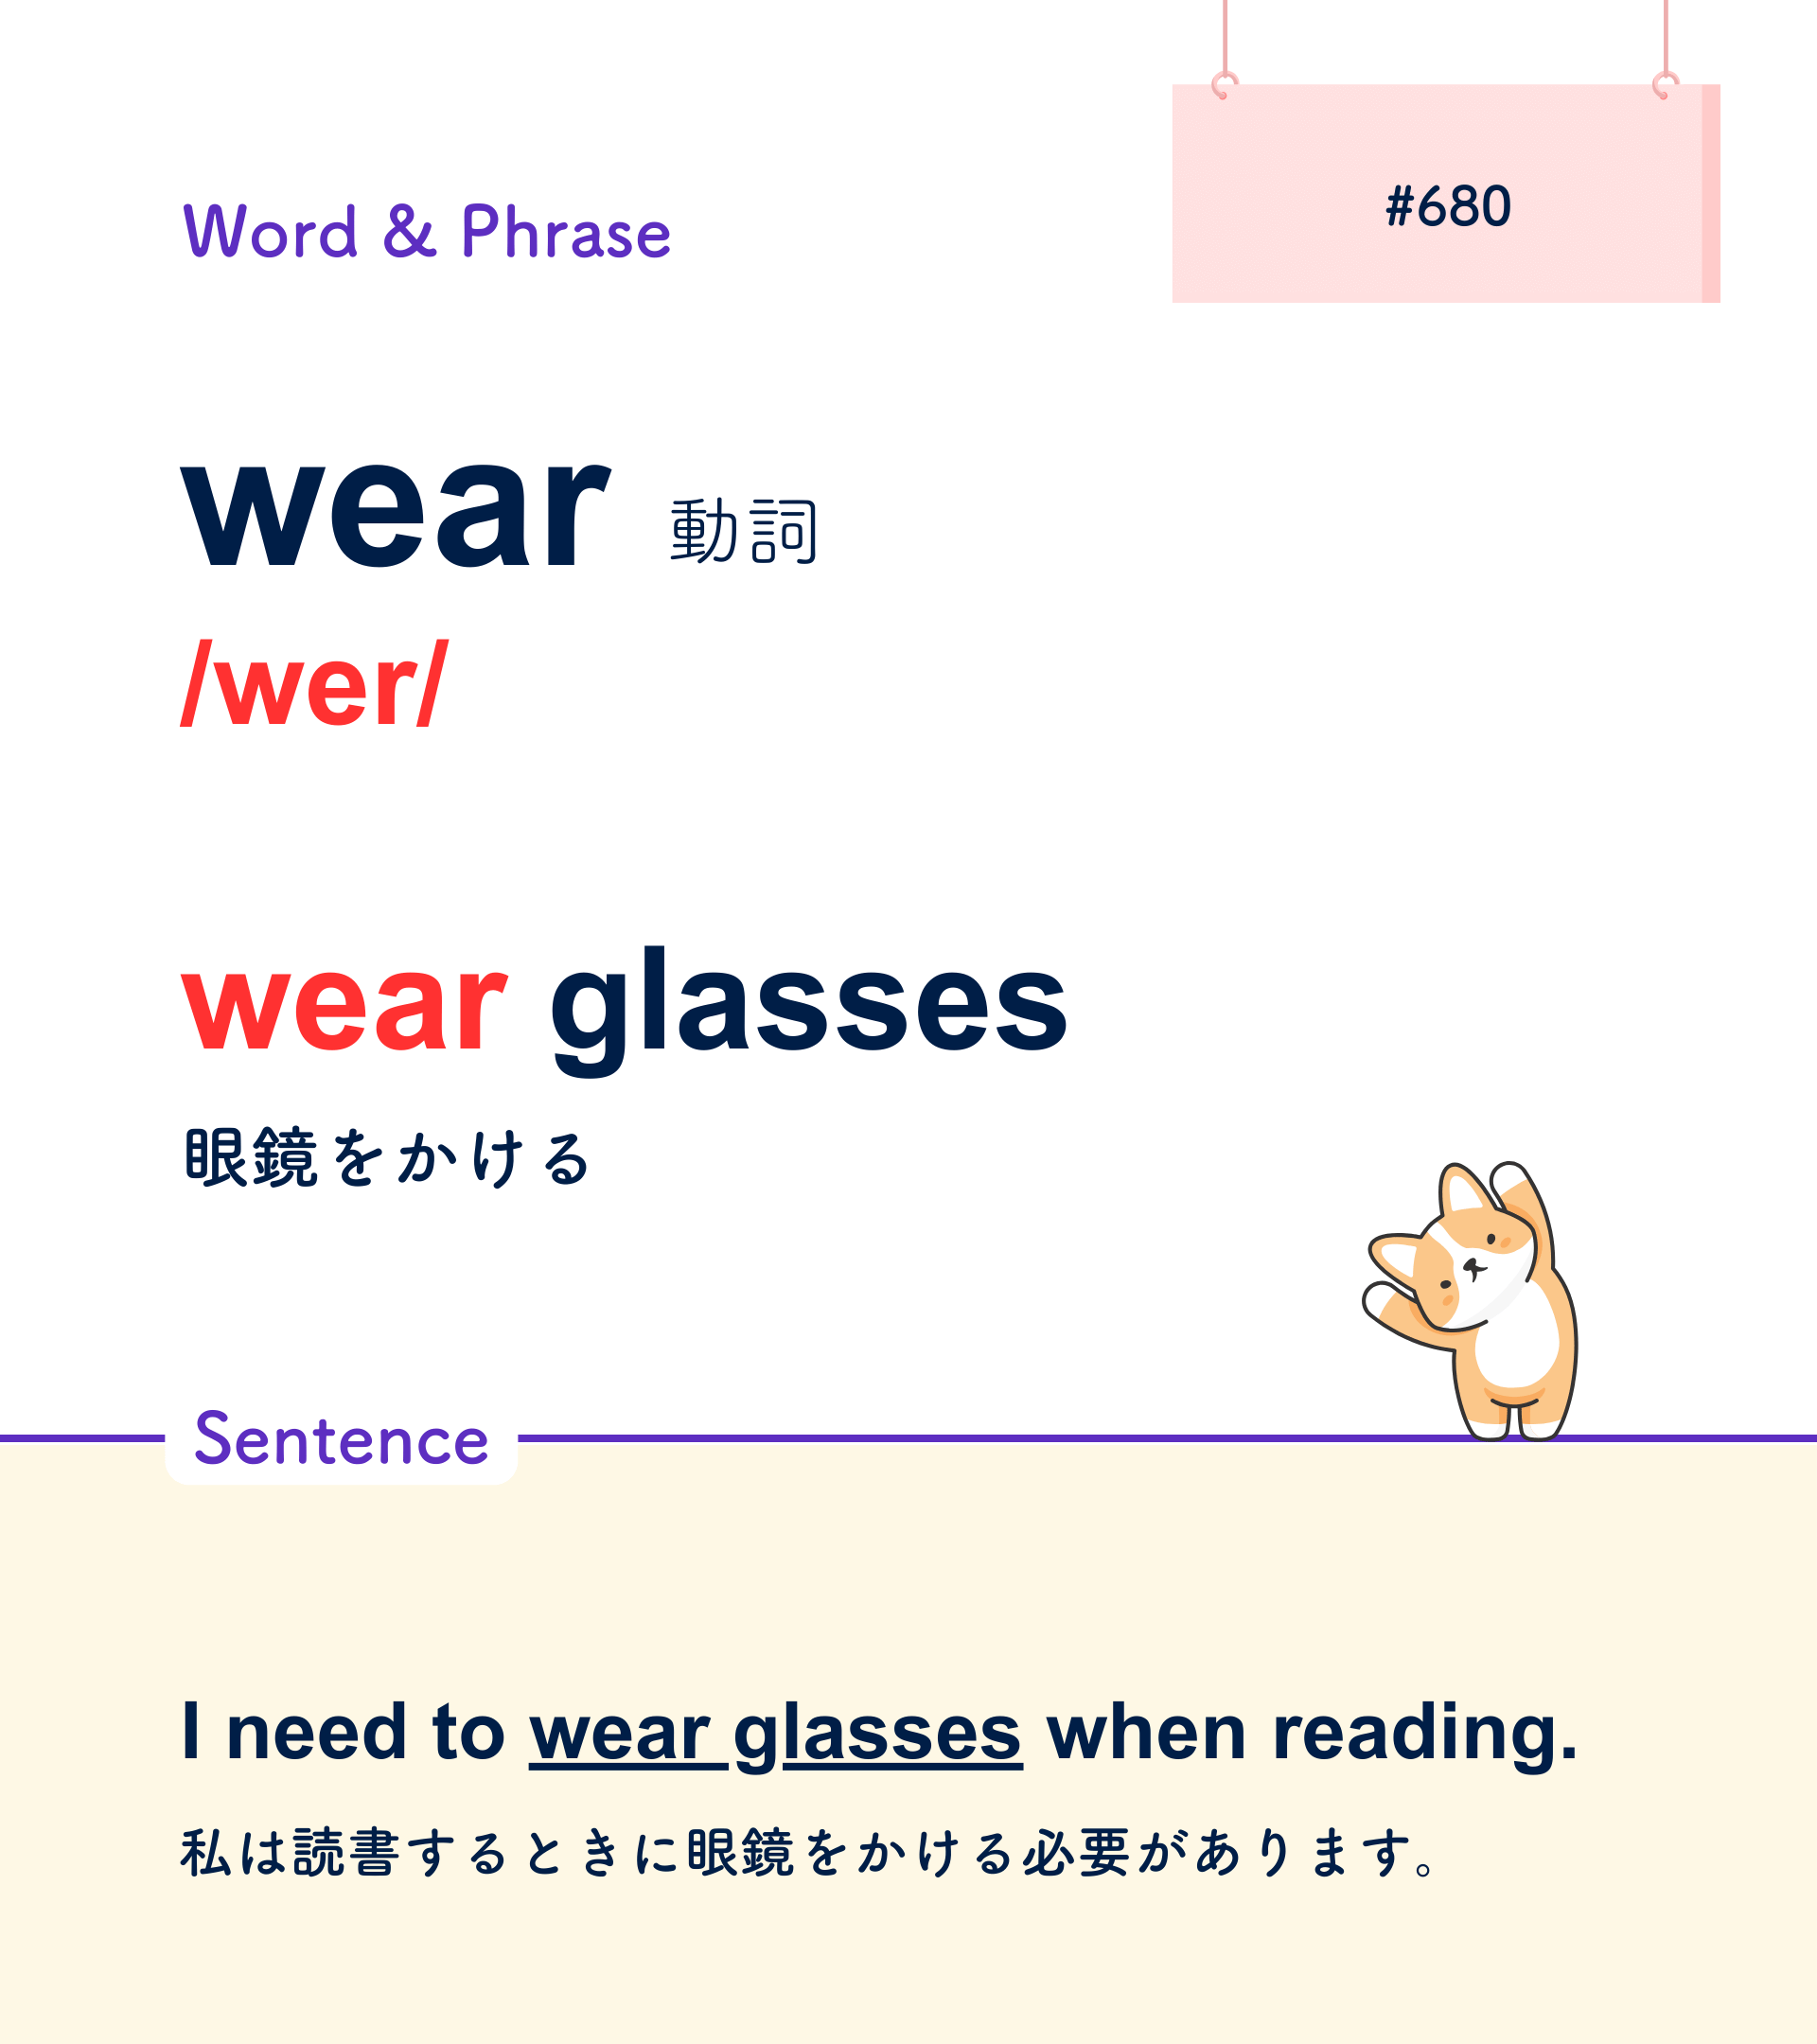 #680
Word & Phrase
wear 動詞
/wer/
wear glasses
眼鏡をかける
Sentence
I need to wear glasses when reading.
私は読書するときに眼鏡をかける必要があります。